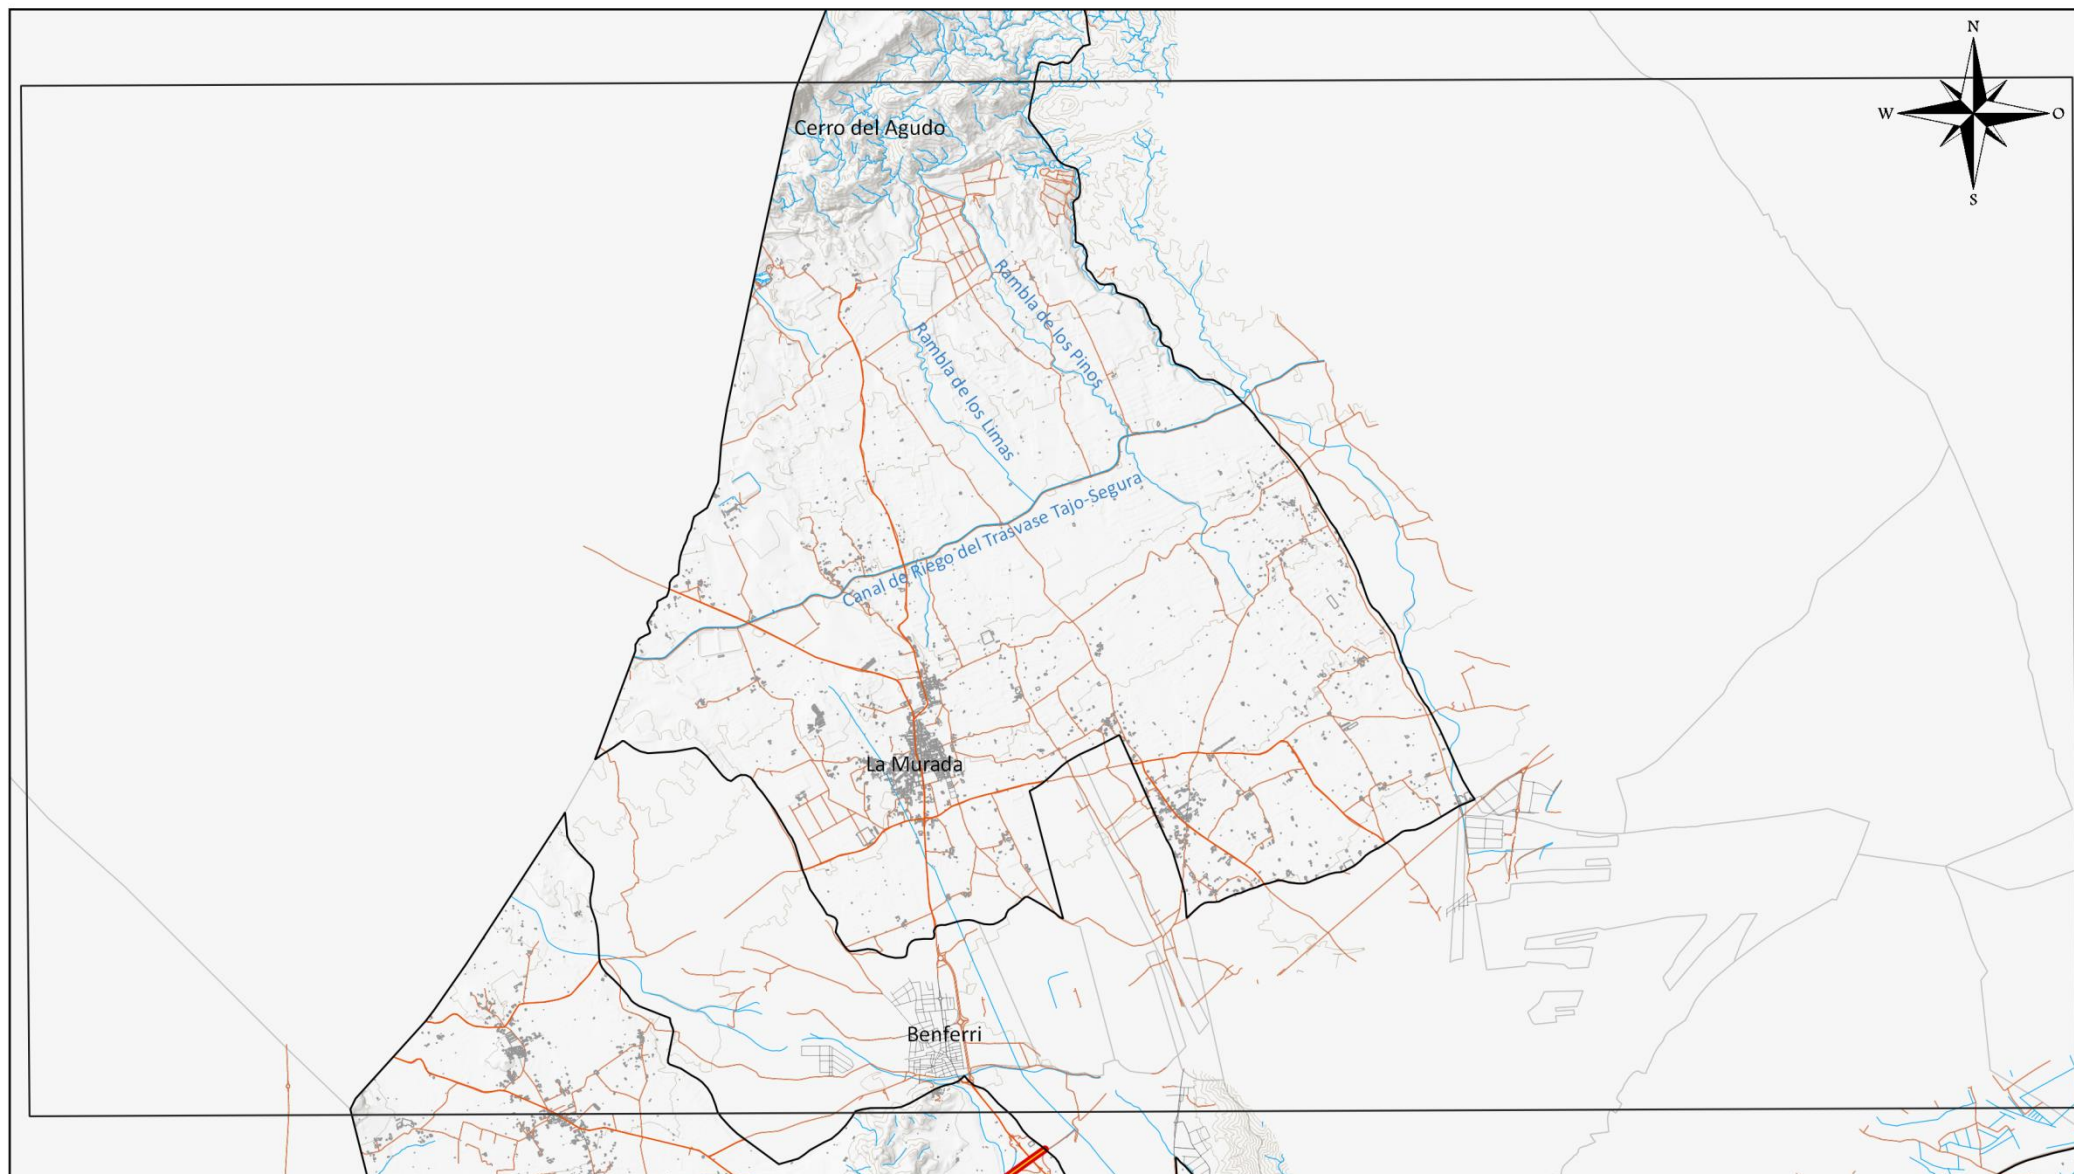 N
W
O
S
Cerro del Agudo
Rambla de los Pinos
Rambla de los Limas
Canal de Riego del Trasvase Tajo-Segura
La Murada
Benferri